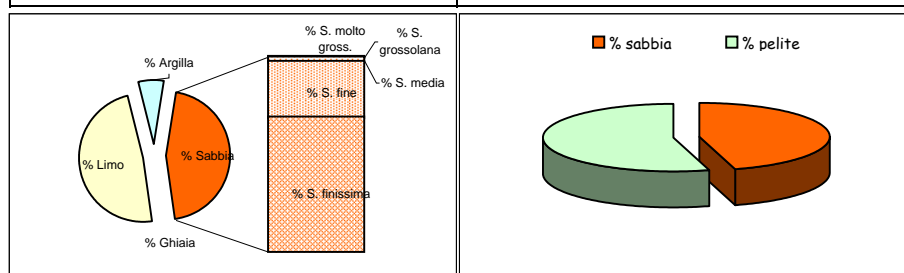 % S. molto
gross.
% S.
grossolana
% Argilla
% S. media
% S. fine
% Limo
% Sabbia
% S. finissima
% Ghiaia
% sabbia
% pelite